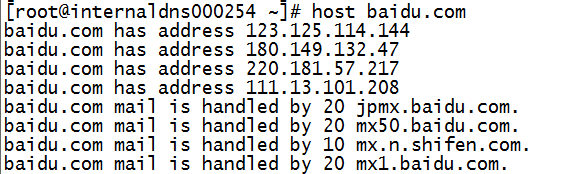 [root@internaldns000254 ~]# host baidu.com
baidu.com has address 123.125.114.144
baidu.com has address 180.149.132.47
baidu.com has address 220.181.57.217
baidu.com has address 111.13.101.208
baidu.com mail is handled by 20 jpmx.baidu.com.
baidu.com mail is handled by 20 mx50.baidu.com.
baidu.com mail is handled by 10 mx.n.shifen.com.
baidu.com mail is handled by 20 mx1.baidu.com.